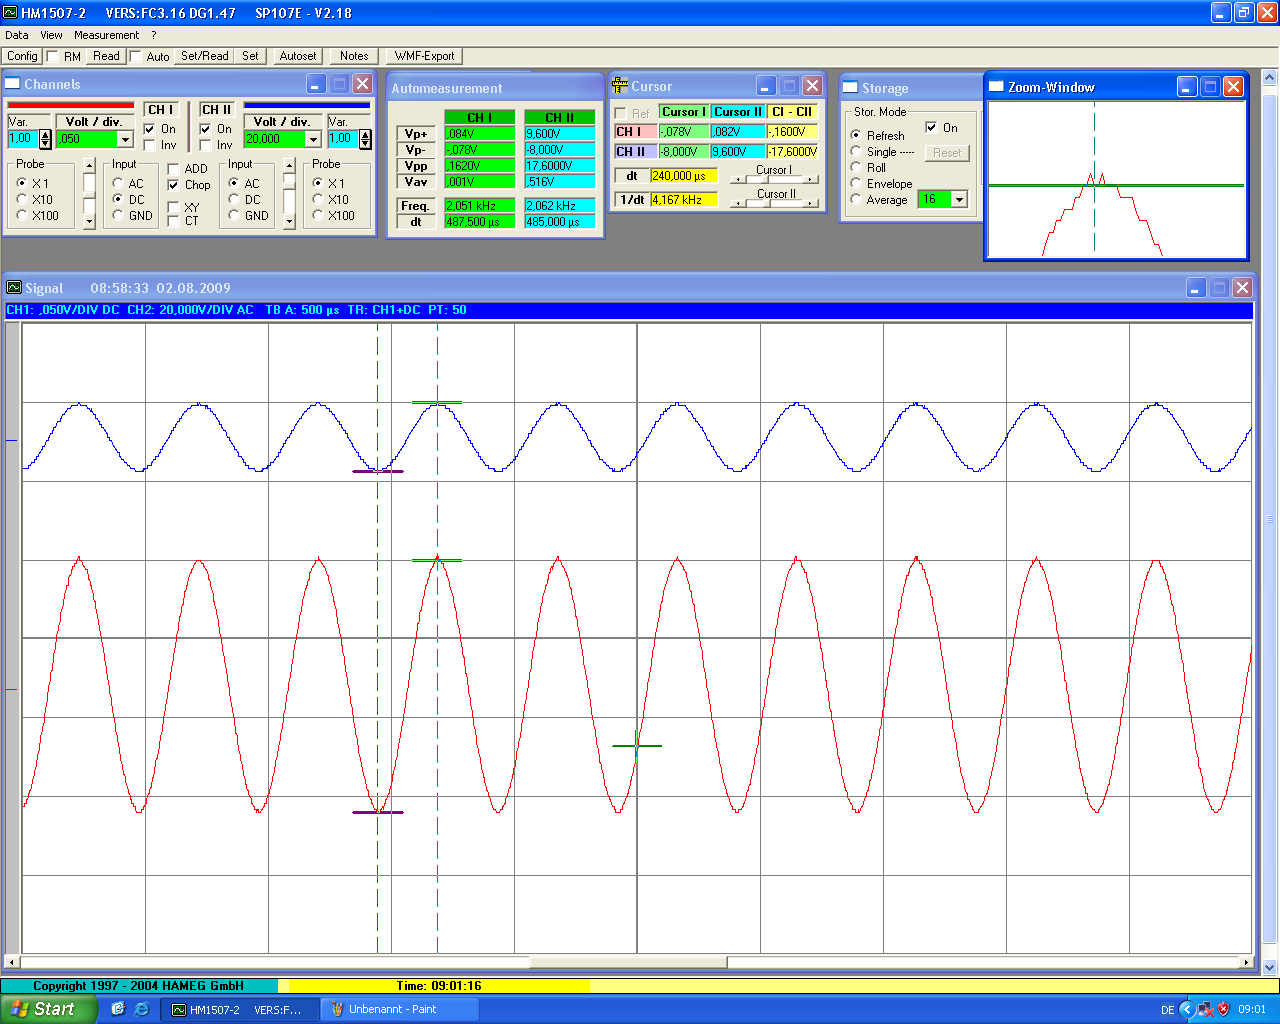 HM1507-2 VERS:FC3.16 DG1.47 SP107E - V2.18
Data View Measurement ?
Config RM Read Auto Set/Read Set Autoset Notes WMF-Export
Channels
CH I CH II
Var. Volt / div. On On Volt / div. Var.
1,00 ,050 Inv Inv 20,000 1,00
Probe Input ADD Input Probe
X1 AC Chop AC X1
X10 DC DC X10
X100 GND XY GND X100
CT
Automeasurement
CH I CH II
Vp+ ,084V 9,600V
Vp- -,078V -8,000V
Vpp ,1620V 17,6000V
Vav ,001V ,516V
Freq. 2,051 kHz 2,062 kHz
dt 487,500 µs 485,000 µs
Cursor
Ref Cursor I Cursor II CI - CII
CH I -,078V ,082V -,1600V
CH II -8,000V 9,600V -17,6000V
dt 240,000 µs Cursor I
1/dt 4,167 kHz Cursor II
Storage
Stor. Mode
Refresh On
Single ----- Reset
Roll
Envelope
Average 16
Zoom-Window
Signal 08:58:33 02.08.2009
CH1: ,050V/DIV DC CH2: 20,000V/DIV AC TB A: 500 µs TR: CH1+DC PT: 50
Copyright 1997 - 2004 HAMEG GmbH Time: 09:01:16
Start HM1507-2 VERS:F... Unbenannt - Paint DE 09:01